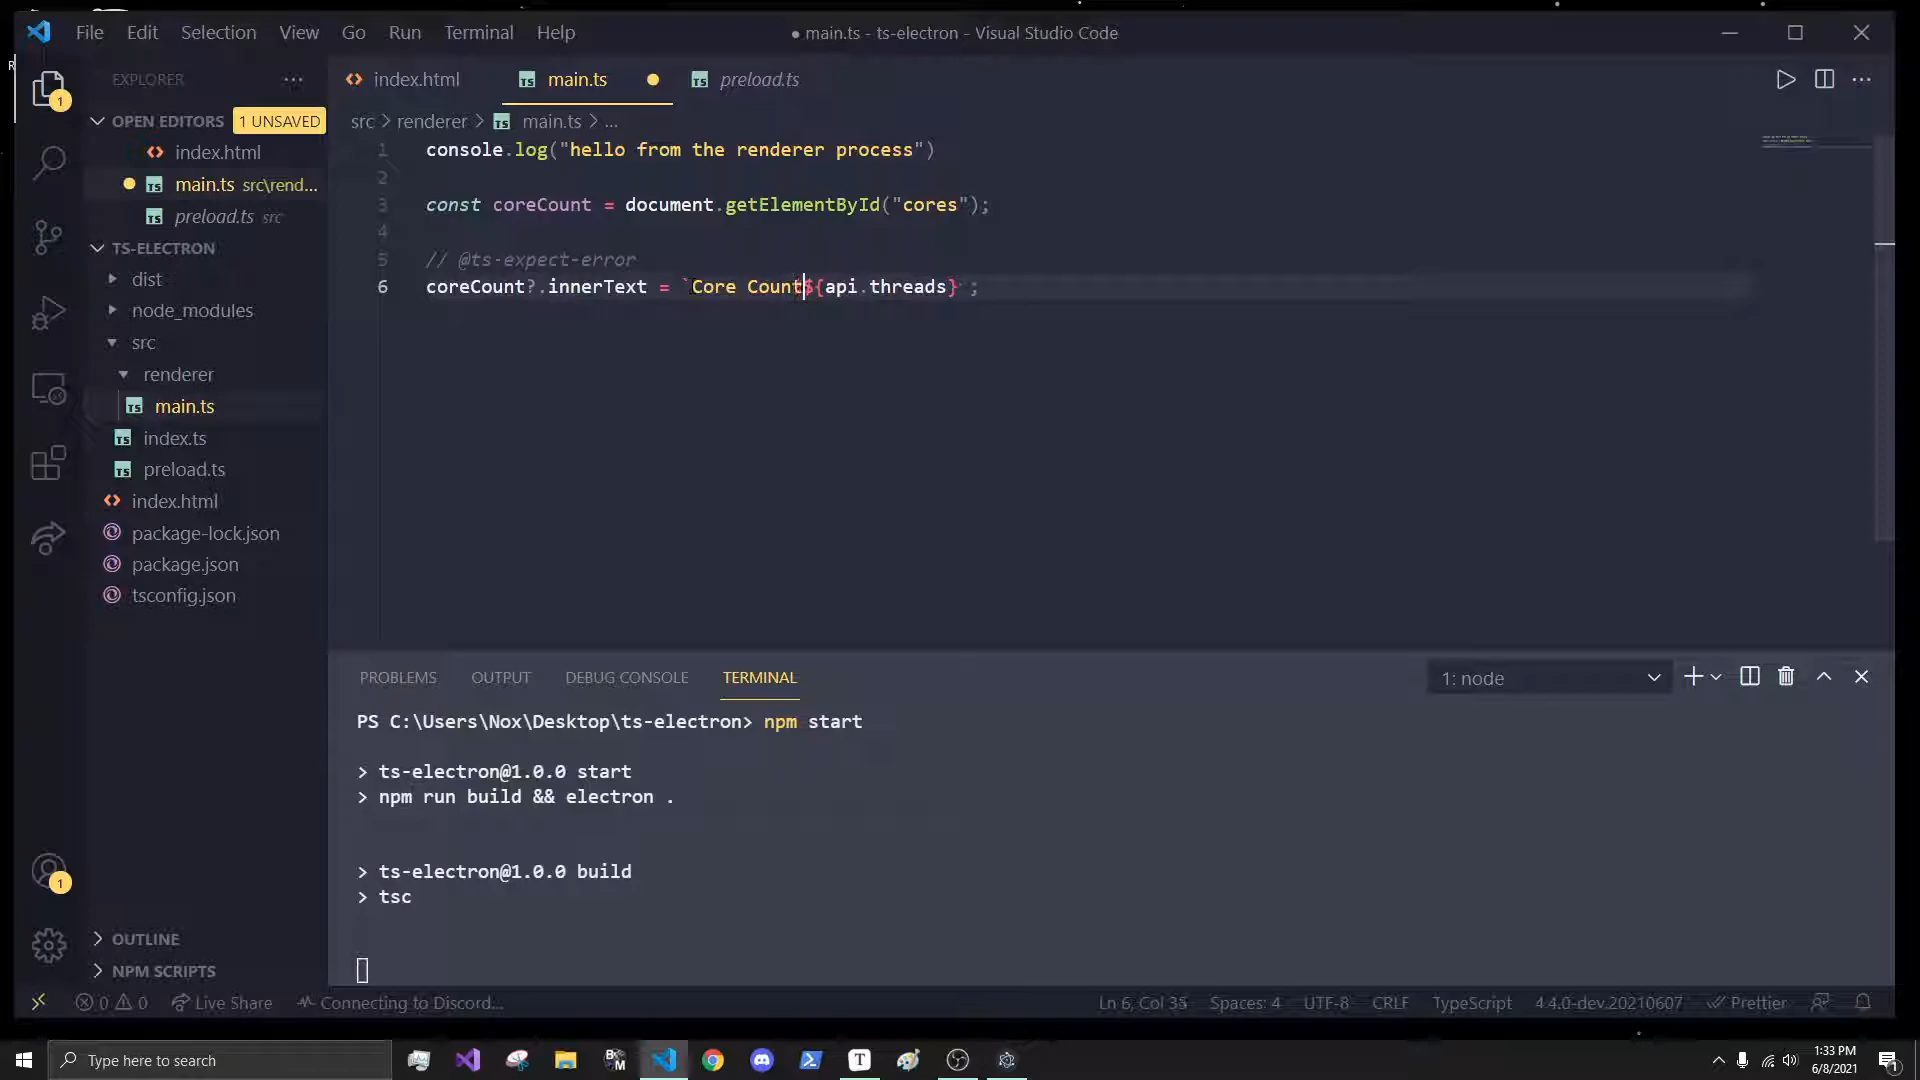 File Edit Selection View Go Run Terminal Help ● main.ts - ts-electron - Visual Studio Code
EXPLORER ...
index.html main.ts preload.ts
OPEN EDITORS 1 UNSAVED
index.html
main.ts src\rend...
preload.ts src
TS-ELECTRON
dist
node_modules
src
renderer
main.ts
index.ts
preload.ts
index.html
package-lock.json
package.json
tsconfig.json
OUTLINE
NPM SCRIPTS
src > renderer > TS main.ts > ...
1 console.log("hello from the renderer process")
2
3 const coreCount = document.getElementById("cores");
4
5 // @ts-expect-error
6 coreCount?.innerText = `Core Count${api.threads}`;
PROBLEMS OUTPUT DEBUG CONSOLE TERMINAL 1: node
PS C:\Users\Nox\Desktop\ts-electron> npm start
> ts-electron@1.0.0 start
> npm run build && electron .
> ts-electron@1.0.0 build
> tsc
0 0 Live Share Connecting to Discord... Ln 6, Col 35 Spaces: 4 UTF-8 CRLF TypeScript 4.4.0-dev.20210607 Prettier
Type here to search
1:33 PM
6/8/2021